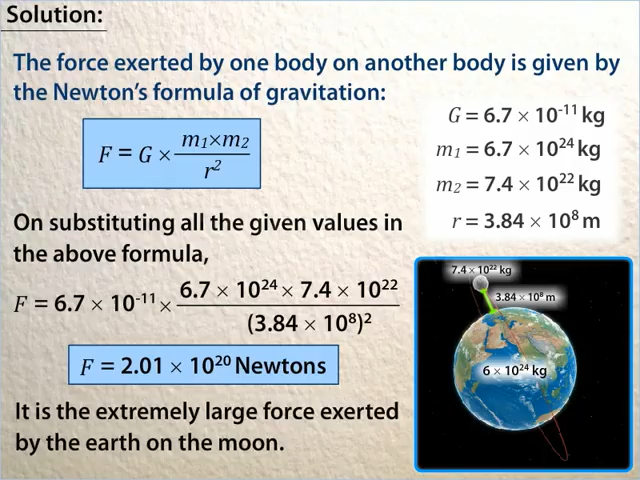 Solution:
The force exerted by one body on another body is given by
the Newton's formula of gravitation:
F = G × m₁×m₂ / r²
G = 6.7 × 10⁻¹¹ kg
m₁ = 6.7 × 10²⁴ kg
m₂ = 7.4 × 10²² kg
r = 3.84 × 10⁸ m
On substituting all the given values in
the above formula,
F = 6.7 × 10⁻¹¹ × 6.7 × 10²⁴ × 7.4 × 10²² / (3.84 × 10⁸)²
F = 2.01 × 10²⁰ Newtons
It is the extremely large force exerted
by the earth on the moon.
7.4 × 10²² kg
3.84 × 10⁸ m
6 × 10²⁴ kg